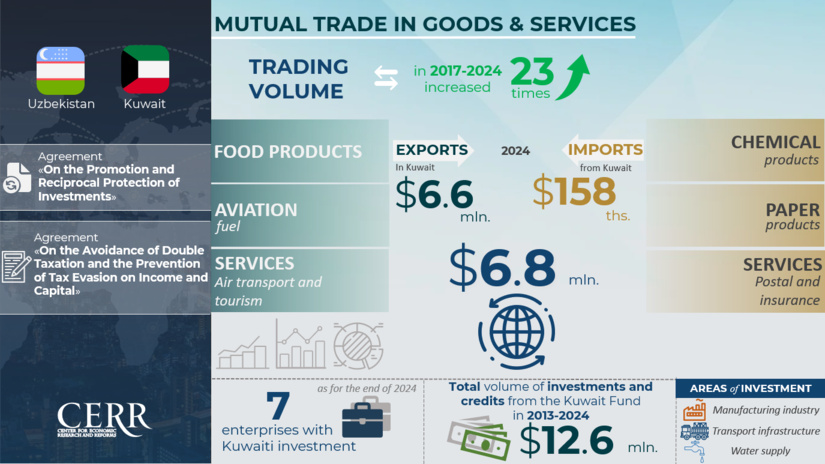 MUTUAL TRADE IN GOODS & SERVICES
Uzbekistan
Kuwait
TRADING
VOLUME
in 2017-2024
increased
23
times
Agreement
«On the Promotion and
Reciprocal Protection of
Investments»
Agreement
«On the Avoidance of Double
Taxation and the Prevention
of Tax Evasion on Income and
Capital»
FOOD PRODUCTS
AVIATION
fuel
SERVICES
Air transport and
tourism
EXPORTS
In Kuwait
$6.6
mln.
2024
IMPORTS
from Kuwait
$158
ths.
$6.8 mln.
CHEMICAL
products
PAPER
products
SERVICES
Postal and
insurance
CERR
CENTER FOR ECONOMIC
RESEARCH AND REFORMS
as for the end of 2024
7
enterprises with
Kuwaiti investment
Total volume of investments and
credits from the Kuwait Fund
in 2013-2024
$12.6 mln.
AREAS of INVESTMENT
Manufacturing industry
Transport infrastructure
Water supply